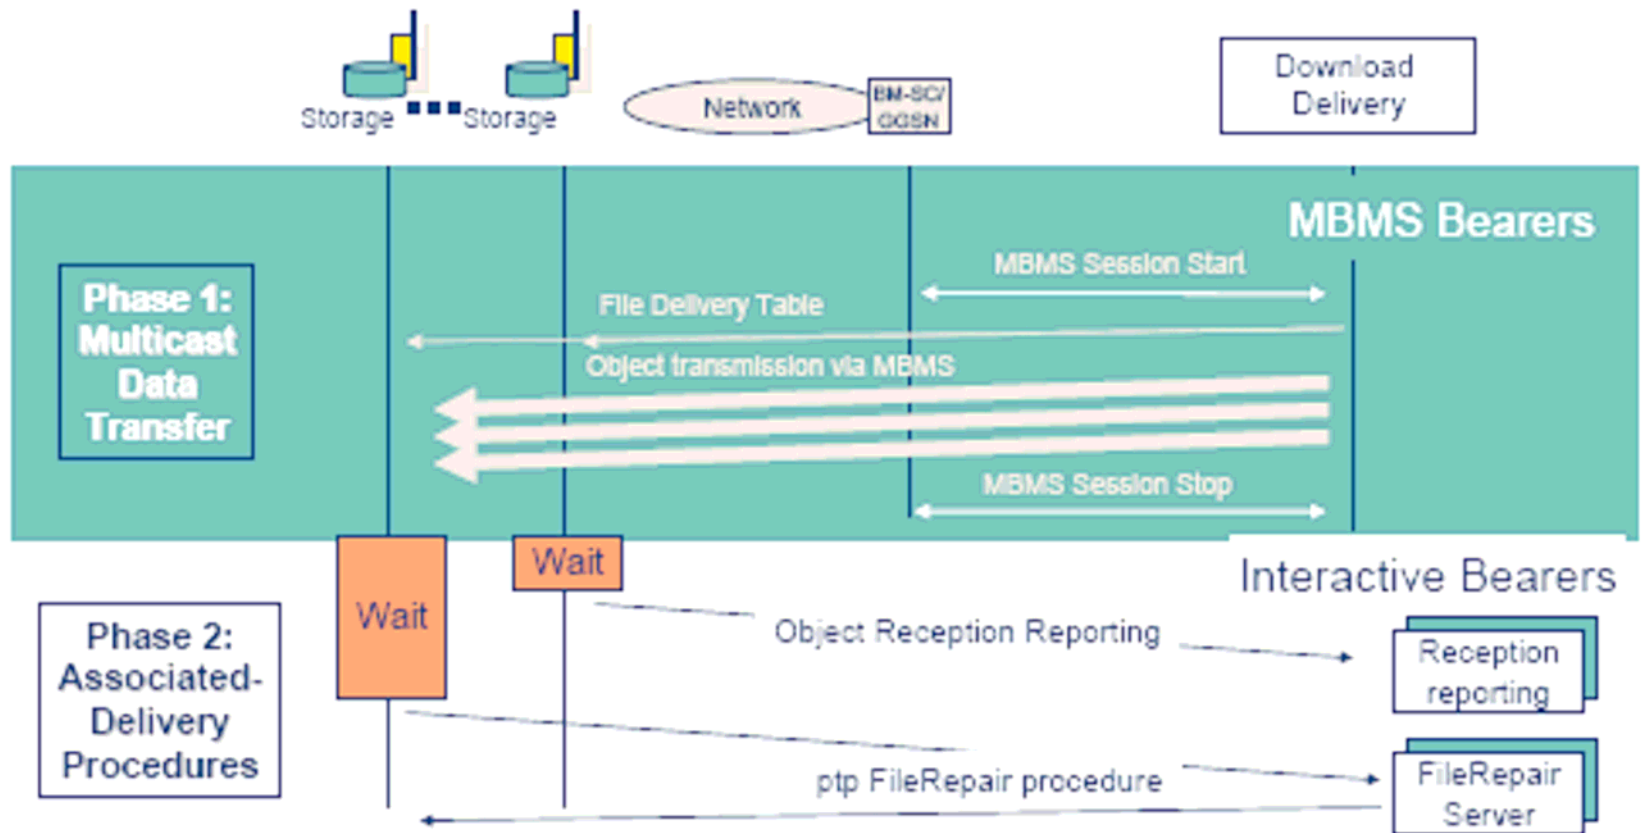 Storage
Storage
Network
BM-SC/
GGSN
Download
Delivery
MBMS Bearers
Phase 1:
Multicast
Data
Transfer
MBMS Session Start
File Delivery Table
Object transmission via MBMS
MBMS Session Stop
Wait
Wait
Interactive Bearers
Phase 2:
Associated-
Delivery
Procedures
Object Reception Reporting
Reception
reporting
ptp FileRepair procedure
FileRepair
Server